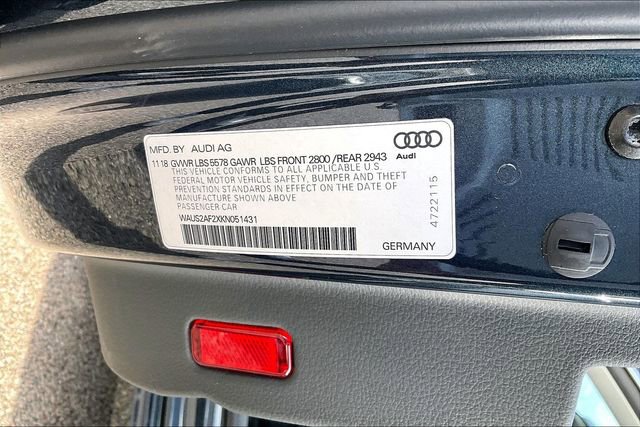 MFD. BY AUDI AG
Audi
11 18 GVWR LBS 5578 GAWR LBS FRONT 2800 /REAR 2943
THIS VEHICLE CONFORMS TO ALL APPLICABLE U.S.
FEDERAL MOTOR VEHICLE SAFETY, BUMPER AND THEFT
PREVENTION STANDARDS IN EFFECT ON THE DATE OF
MANUFACTURE SHOWN ABOVE
PASSENGER CAR
WAUS2AF2XKN051431
GERMANY
4722115